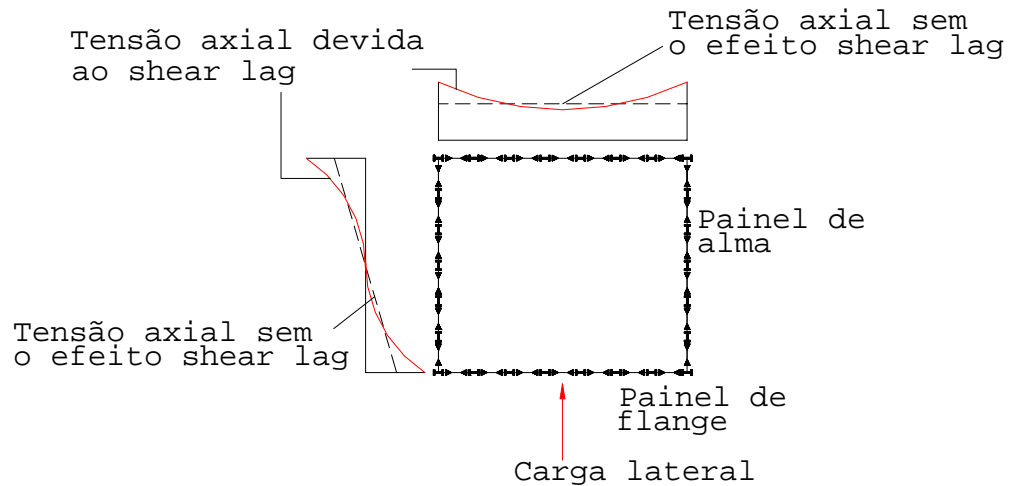 Tensão axial sem
o efeito shear lag
Tensão axial devida
ao shear lag
Painel de
alma
Tensão axial sem
o efeito shear lag
Painel de
flange
Carga lateral